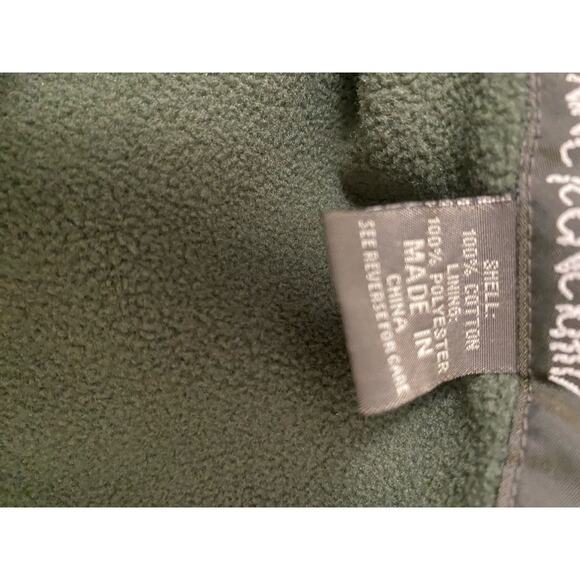 SHELL:
100% COTTON
LINING:
100% POLYESTER
MADE IN
CHINA
SEE REVERSE FOR CARE